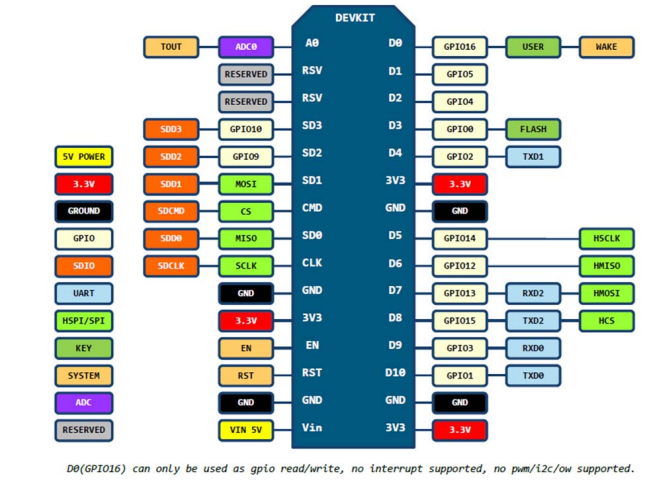 DEVKIT
TOUT ADC0 A0 D0 GPIO16 USER WAKE
RESERVED RSV D1 GPIO5
RESERVED RSV D2 GPIO4
SDD3 GPIO10 SD3 D3 GPIO0 FLASH
5V POWER SDD2 GPIO9 SD2 D4 GPIO2 TXD1
3.3V SDD1 MOSI SD1 3V3 3.3V
GROUND SDCMD CS CMD GND GND
GPIO SDD0 MISO SD0 D5 GPIO14 HSCLK
SDIO SDCLK SCLK CLK D6 GPIO12 HMISO
UART GND GND D7 GPIO13 RXD2 HMOSI
HSPI/SPI 3.3V 3V3 D8 GPIO15 TXD2 HCS
KEY EN EN D9 GPIO3 RXD0
SYSTEM RST RST D10 GPIO1 TXD0
ADC GND GND GND GND
RESERVED VIN 5V Vin 3V3 3.3V
D0(GPIO16) can only be used as gpio read/write, no interrupt supported, no pwm/i2c/ow supported.